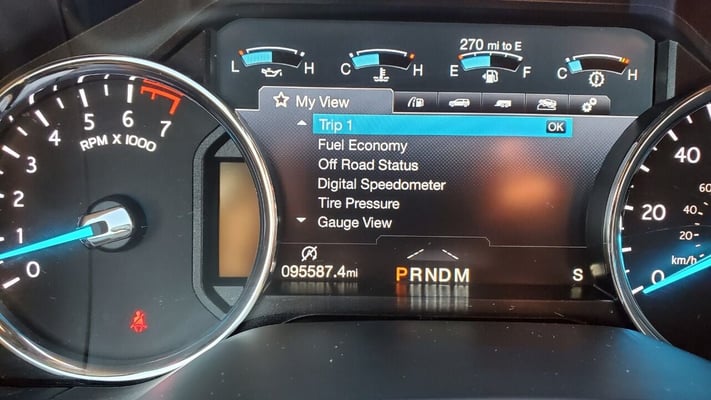 270 mi to E
L H
C H
E F
C H
My View
Trip 1 OK
Fuel Economy
Off Road Status
Digital Speedometer
Tire Pressure
Gauge View
095587.4mi
PRNDM
S
0
1
2
3
4
5
6
7
RPM X 1000
40
20
0
60
40
20
km/h
0